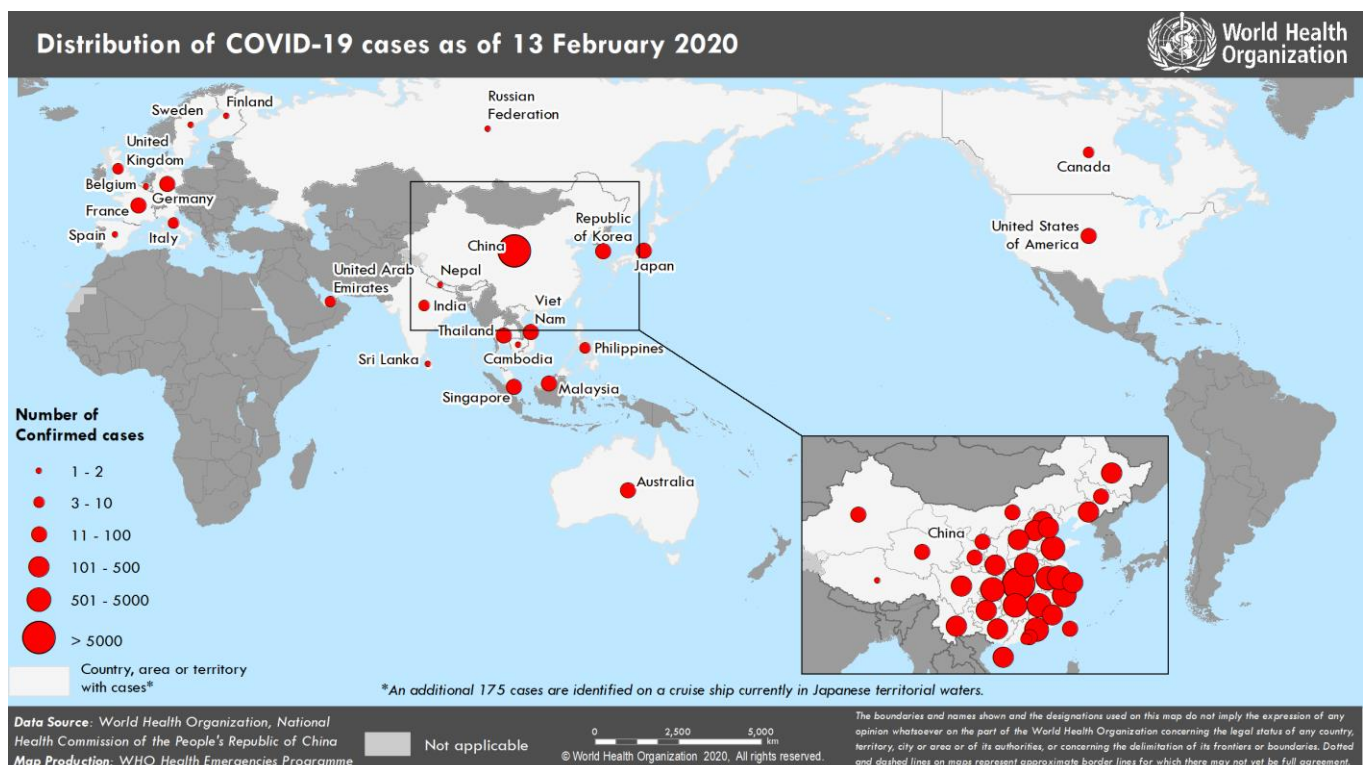 Distribution of COVID-19 cases as of 13 February 2020
World Health
Organization
Sweden
Finland
Russian
Federation
United
Kingdom
Belgium
Germany
France
Spain
Italy
Canada
United States
of America
China
Republic
of Korea
Japan
Nepal
United Arab
Emirates
India
Viet
Nam
Thailand
Cambodia
Philippines
Sri Lanka
Singapore
Malaysia
Australia
Number of
Confirmed cases
1 - 2
3 - 10
11 - 100
101 - 500
501 - 5000
> 5000
Country, area or territory
with cases*
China
*An additional 175 cases are identified on a cruise ship currently in Japanese territorial waters.
Data Source: World Health Organization, National
Health Commission of the People's Republic of China
Map Production: WHO Health Emergencies Programme
Not applicable
0 2,500 5,000
km
© World Health Organization 2020, All rights reserved.
The boundaries and names shown and the designations used on this map do not imply the expression of any
opinion whatsoever on the part of the World Health Organization concerning the legal status of any country,
territory, city or area or of its authorities, or concerning the delimitation of its frontiers or boundaries. Dotted
and dashed lines on maps represent approximate border lines for which there may not yet be full agreement.